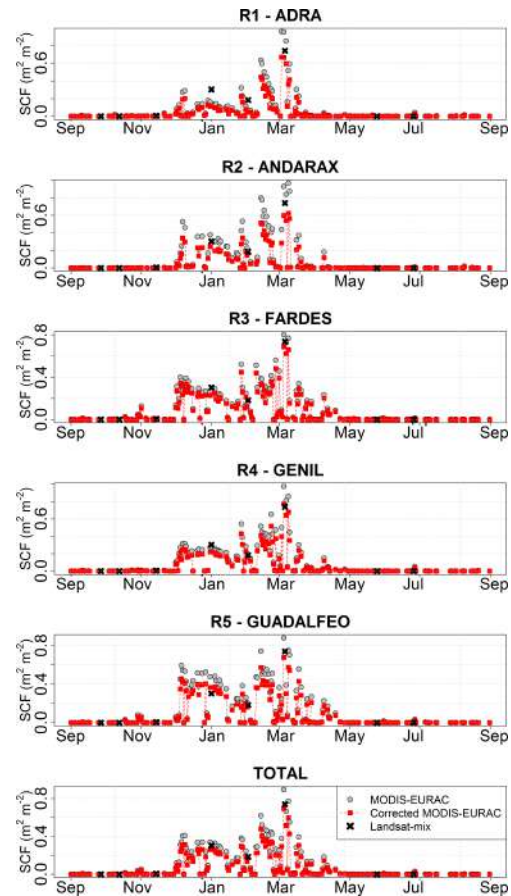 R1 - ADRA
SCF (m² m⁻²)
0.6
0.0
Sep Nov Jan Mar May Jul Sep
R2 - ANDARAX
SCF (m² m⁻²)
0.6
0.0
Sep Nov Jan Mar May Jul Sep
R3 - FARDES
SCF (m² m⁻²)
0.8
0.4
0.0
Sep Nov Jan Mar May Jul Sep
R4 - GENIL
SCF (m² m⁻²)
0.6
0.0
Sep Nov Jan Mar May Jul Sep
R5 - GUADALFEO
SCF (m² m⁻²)
0.8
0.4
0.0
Sep Nov Jan Mar May Jul Sep
TOTAL
SCF (m² m⁻²)
0.8
0.4
0.0
MODIS-EURAC
Corrected MODIS-EURAC
Landsat-mix
Sep Nov Jan Mar May Jul Sep